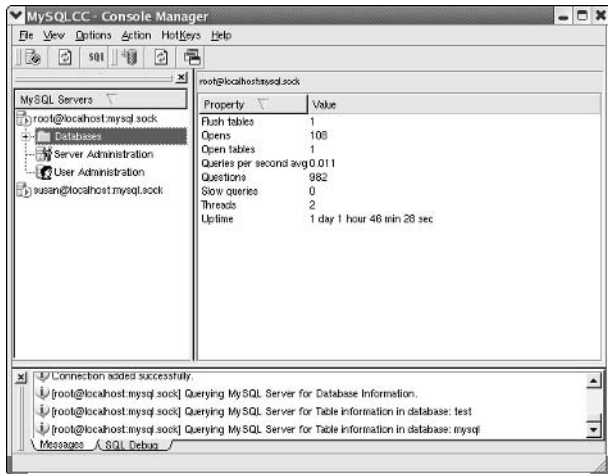 MySQLCC - Console Manager
File View Options Action HotKeys Help
SQL
MySQL Servers
root@localhost:mysql.sock
Databases
Server Administration
User Administration
susan@localhost:mysql.sock
root@localhost:mysql.sock
Property Value
Flush tables 1
Opens 108
Open tables 1
Queries per second avg 0.011
Questions 982
Slow queries 0
Threads 2
Uptime 1 day 1 hour 46 min 28 sec
Connection added successfully.
[root@localhost:mysql.sock] Querying MySQL Server for Database Information.
[root@localhost:mysql.sock] Querying MySQL Server for Table information in database: test
[root@localhost:mysql.sock] Querying MySQL Server for Table information in database: mysql
Messages SQL Debug